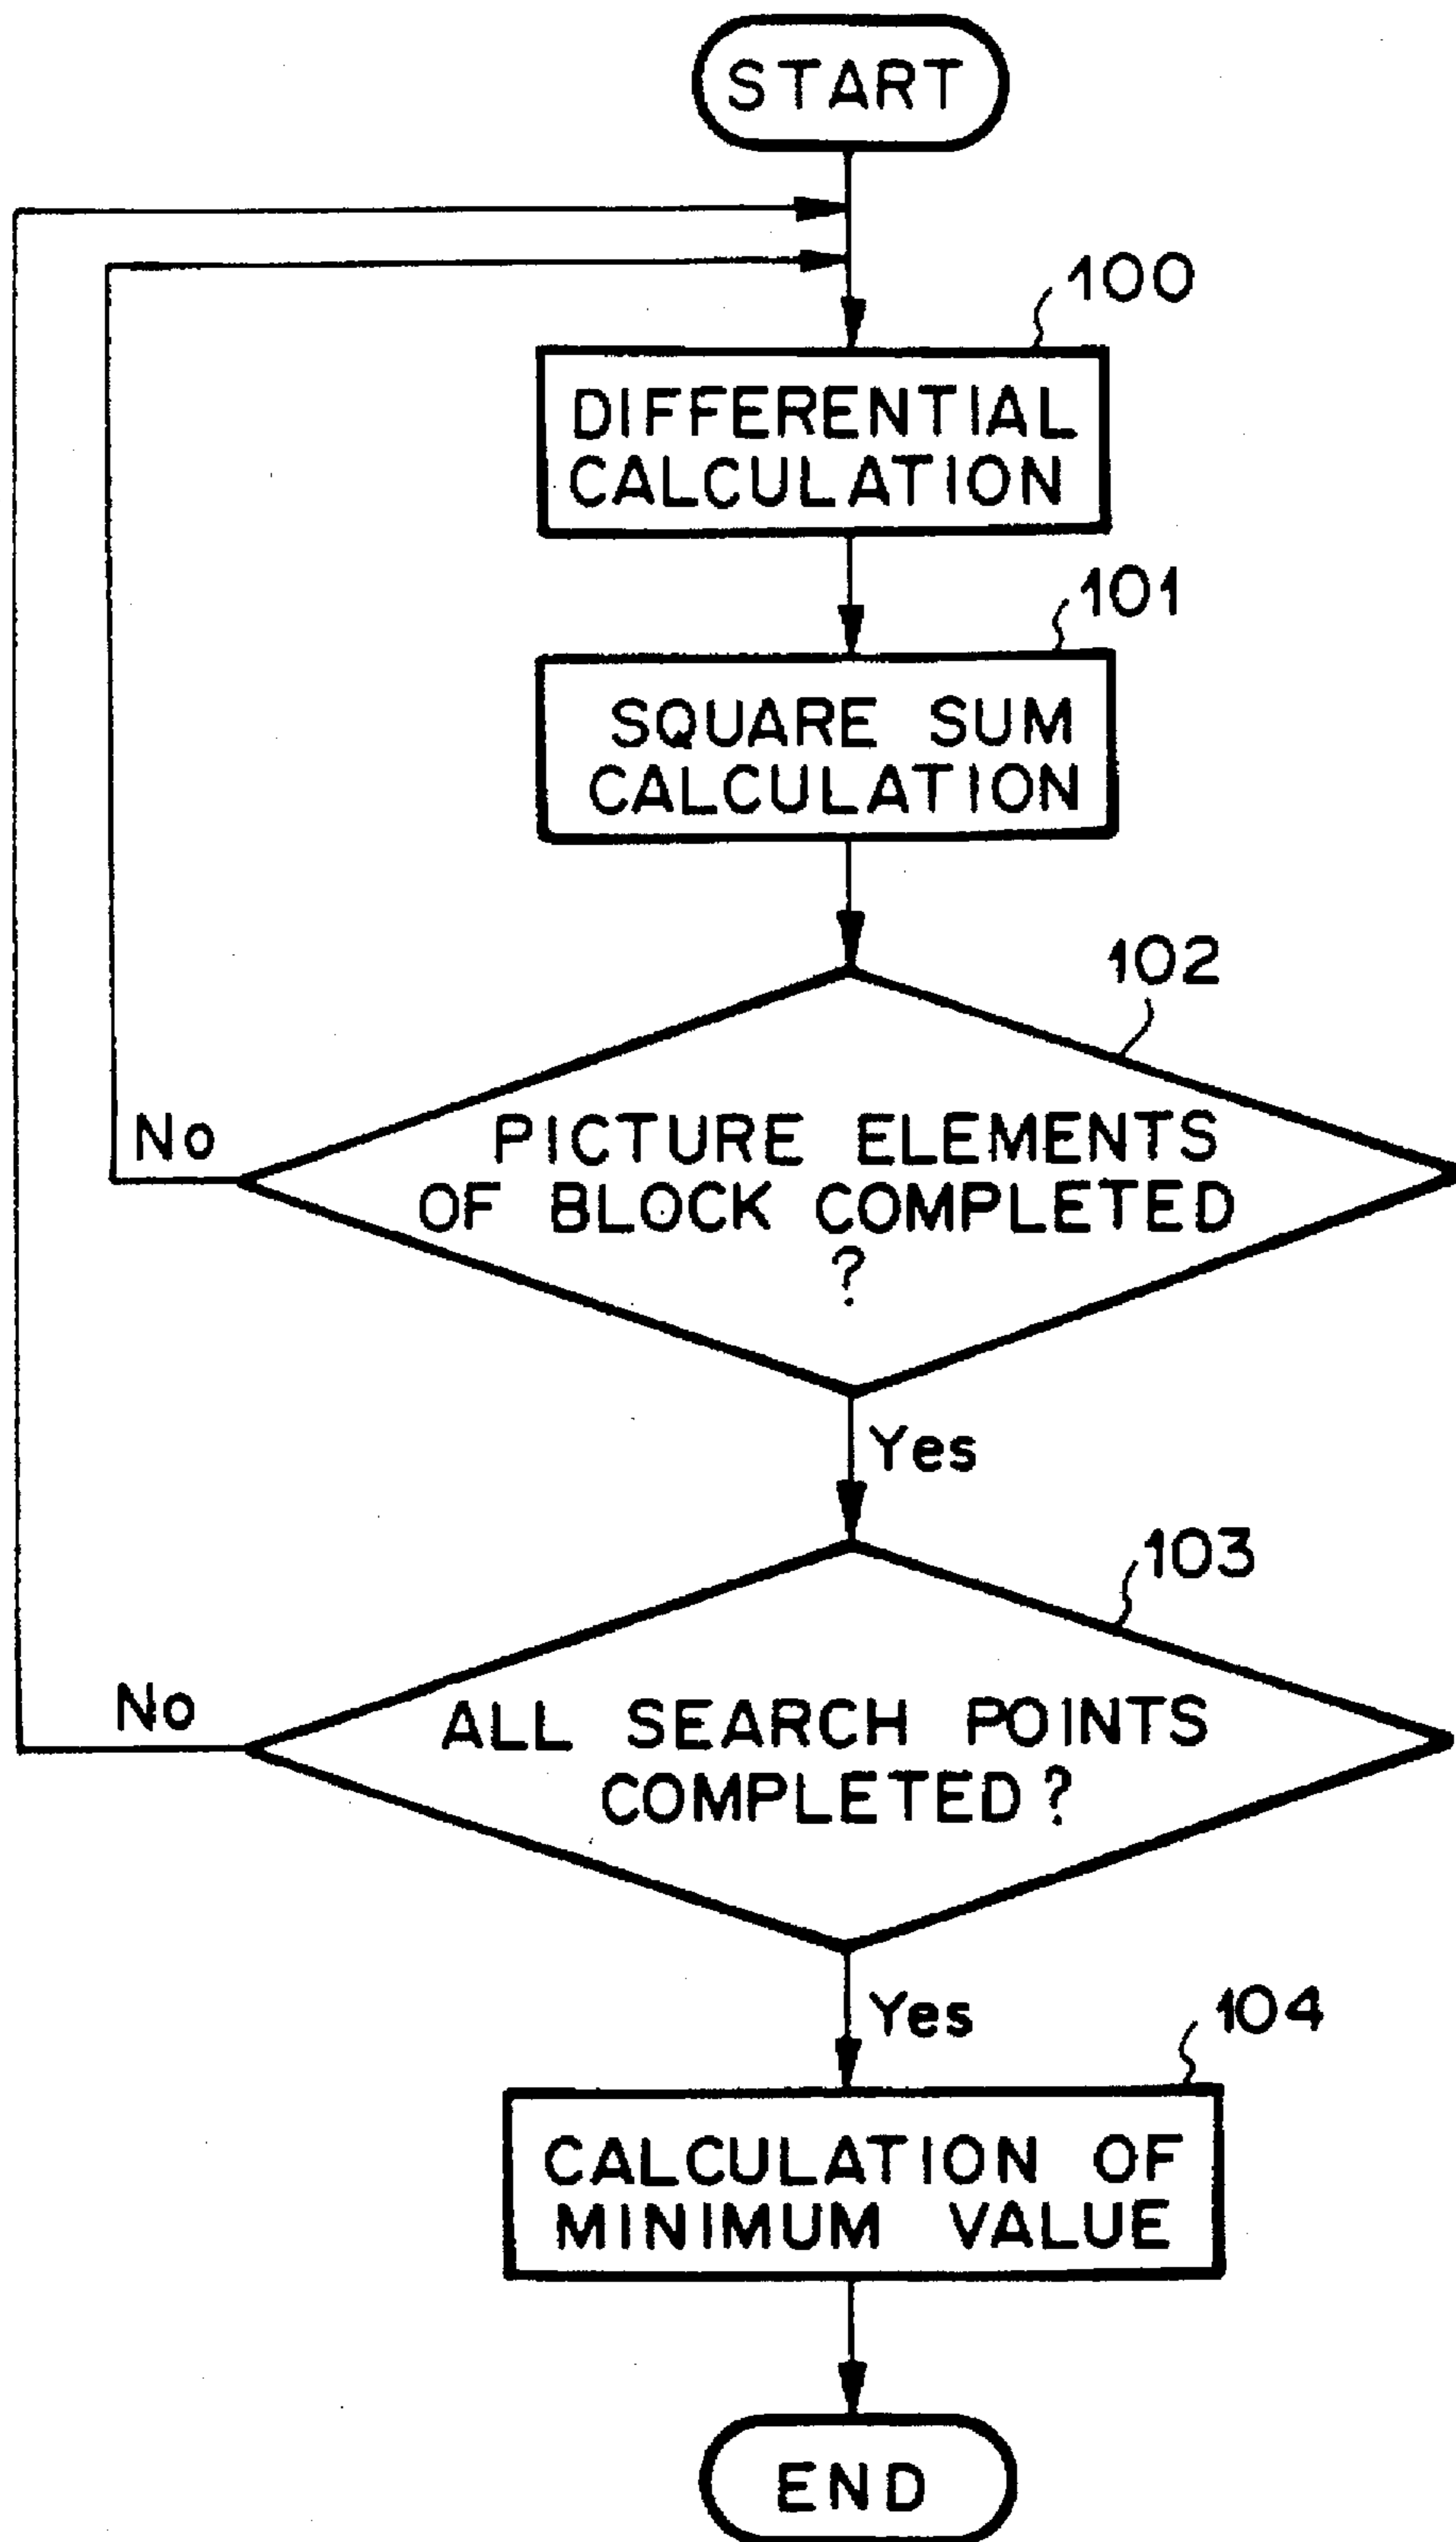 START
100
DIFFERENTIAL
CALCULATION
101
SQUARE SUM
CALCULATION
102
No
PICTURE ELEMENTS
OF BLOCK COMPLETED
?
Yes
103
No
ALL SEARCH POINTS
COMPLETED?
Yes
104
CALCULATION OF
MINIMUM VALUE
END